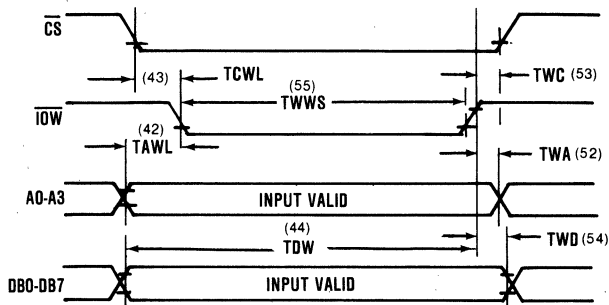 CS
(43) TCWL (55) TWC (53)
IOW TWWS
(42)
TAWL TWA (52)
A0-A3 INPUT VALID
(44)
TDW TWD (54)
DB0-DB7 INPUT VALID